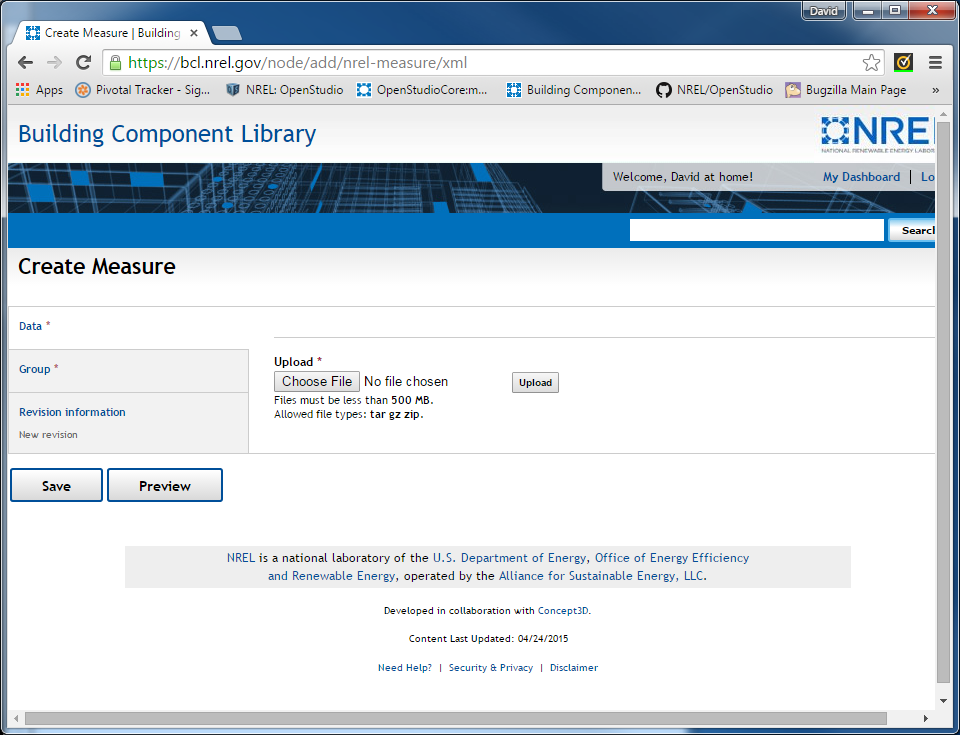 David
Create Measure | Building
https://bcl.nrel.gov/node/add/nrel-measure/xml
Apps Pivotal Tracker - Sig... NREL: OpenStudio OpenStudioCore:m... Building Componen... NREL/OpenStudio Bugzilla Main Page »
Building Component Library
NREL
NATIONAL RENEWABLE ENERGY LABOR
Welcome, David at home! My Dashboard | Lo
Search
Create Measure
Data *
Group *
Revision information
New revision
Upload *
Choose File No file chosen Upload
Files must be less than 500 MB.
Allowed file types: tar gz zip.
Save Preview
NREL is a national laboratory of the U.S. Department of Energy, Office of Energy Efficiency
and Renewable Energy, operated by the Alliance for Sustainable Energy, LLC.
Developed in collaboration with Concept3D.
Content Last Updated: 04/24/2015
Need Help? | Security & Privacy | Disclaimer